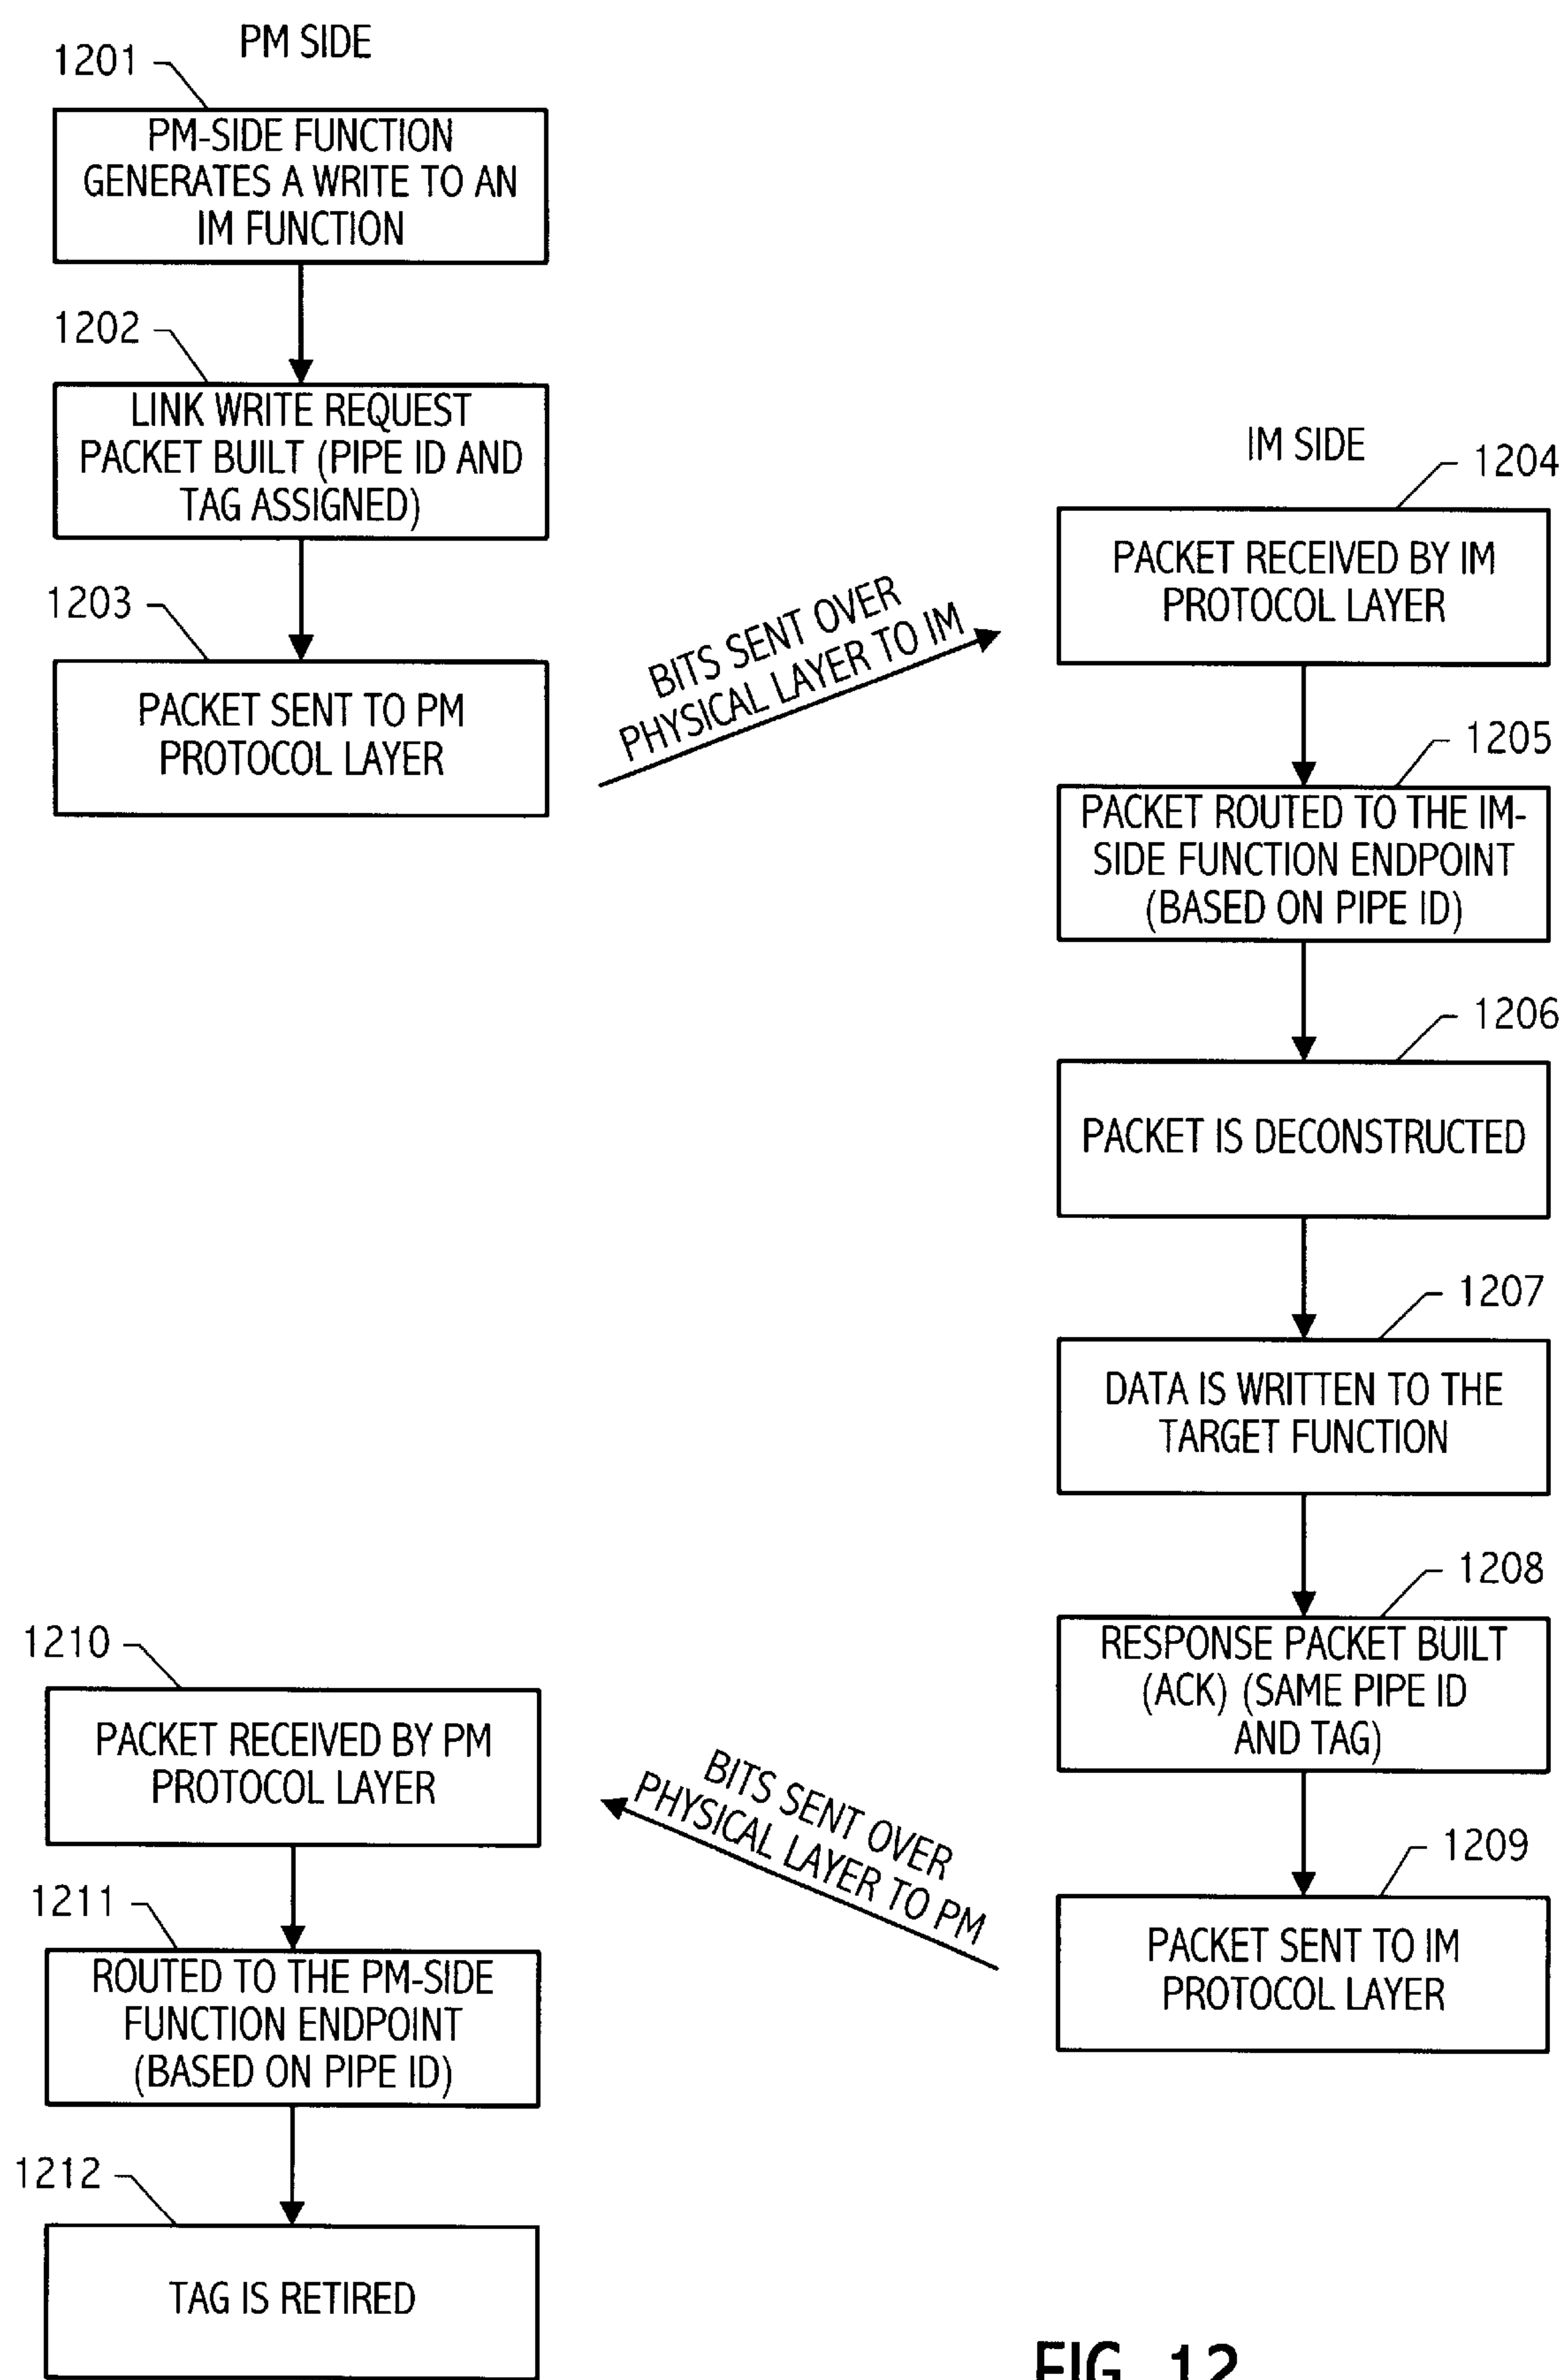 PM SIDE
1201
PM-SIDE FUNCTION
GENERATES A WRITE TO AN
IM FUNCTION
1202
LINK WRITE REQUEST
PACKET BUILT (PIPE ID AND
TAG ASSIGNED)
1203
PACKET SENT TO PM
PROTOCOL LAYER
BITS SENT OVER
PHYSICAL LAYER TO IM
IM SIDE
1204
PACKET RECEIVED BY IM
PROTOCOL LAYER
1205
PACKET ROUTED TO THE IM-
SIDE FUNCTION ENDPOINT
(BASED ON PIPE ID)
1206
PACKET IS DECONSTRUCTED
1207
DATA IS WRITTEN TO THE
TARGET FUNCTION
1208
RESPONSE PACKET BUILT
(ACK) (SAME PIPE ID
AND TAG)
1209
PACKET SENT TO IM
PROTOCOL LAYER
BITS SENT OVER
PHYSICAL LAYER TO PM
1210
PACKET RECEIVED BY PM
PROTOCOL LAYER
1211
ROUTED TO THE PM-SIDE
FUNCTION ENDPOINT
(BASED ON PIPE ID)
1212
TAG IS RETIRED
FIG. 12